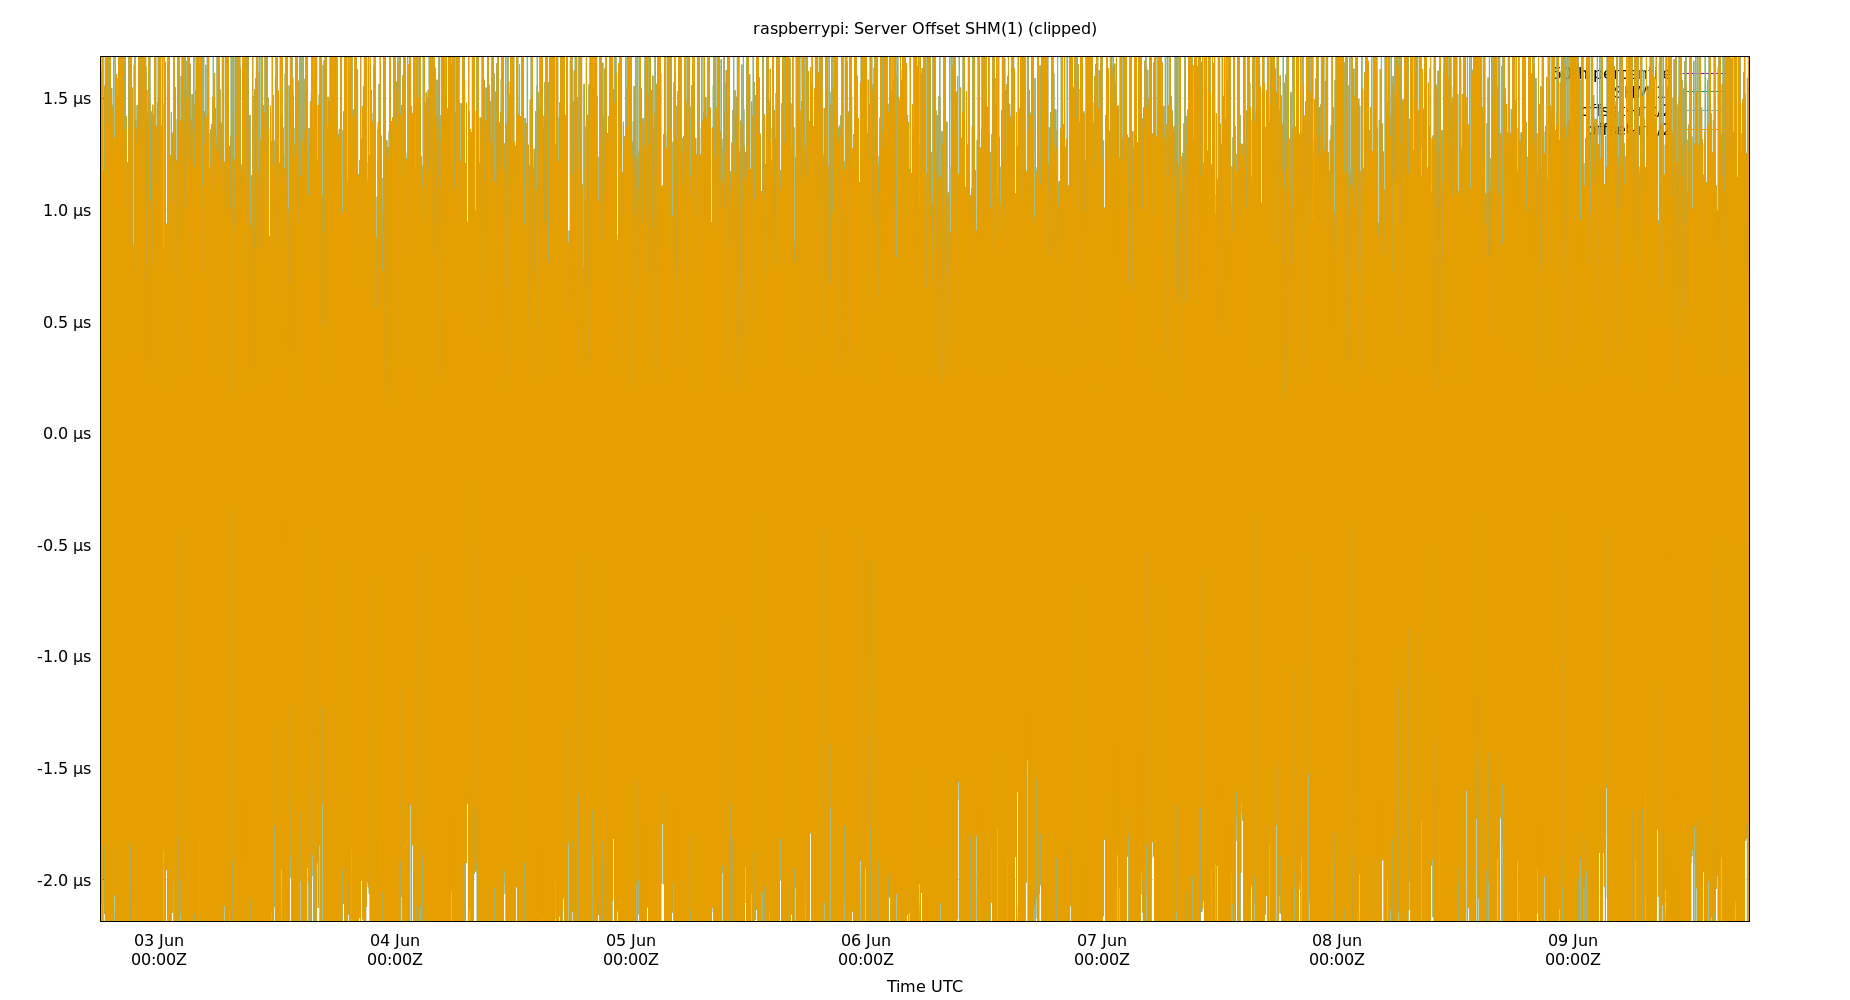 raspberrypi: Server Offset SHM(1) (clipped)
1.5 µs
1.0 µs
0.5 µs
0.0 µs
-0.5 µs
-1.0 µs
-1.5 µs
-2.0 µs
03 Jun 04 Jun 05 Jun 06 Jun 07 Jun 08 Jun 09 Jun
00:00Z 00:00Z 00:00Z 00:00Z 00:00Z 00:00Z 00:00Z
Time UTC